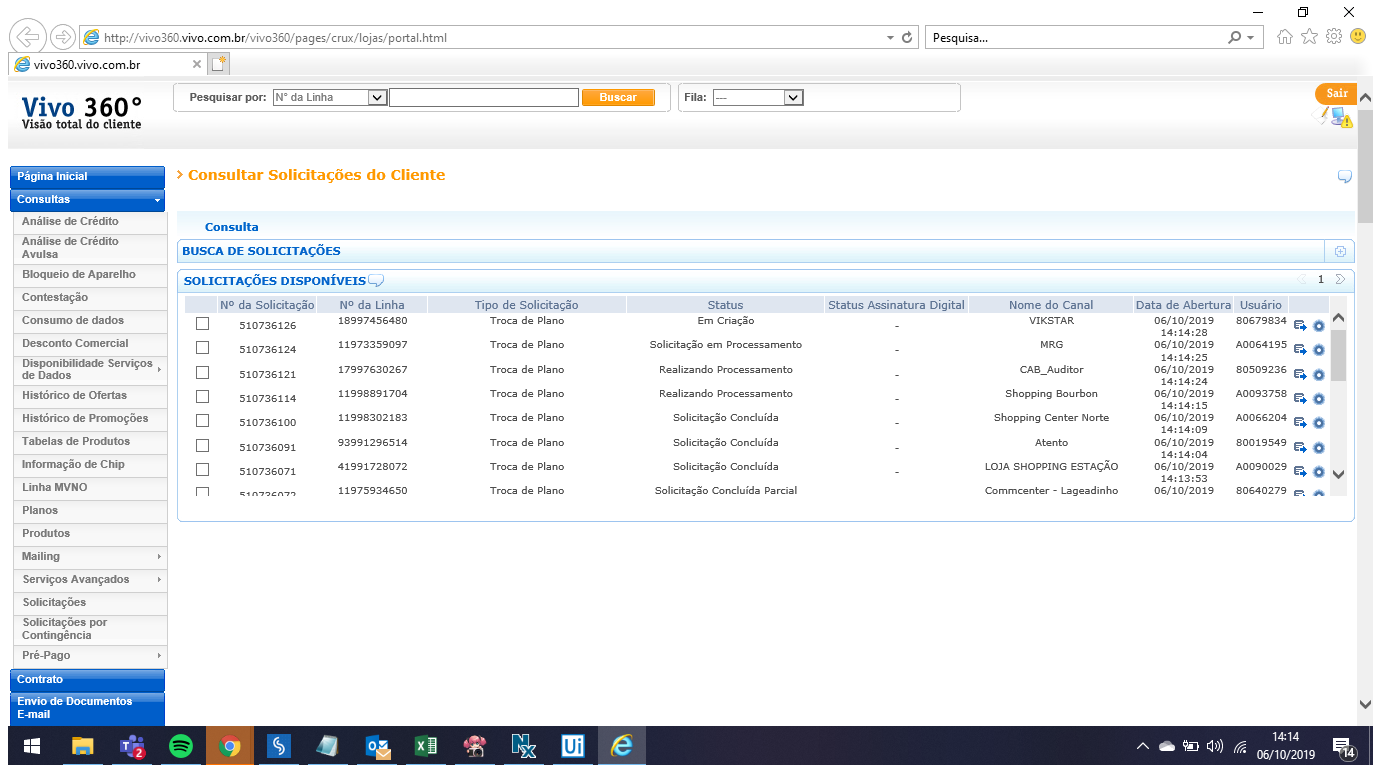 http://vivo360.vivo.com.br/vivo360/pages/crux/lojas/portal.html
Pesquisa...
vivo360.vivo.com.br
Vivo 360°
Visão total do cliente
Pesquisar por: N° da Linha Buscar Fila: --- Sair
Página Inicial
Consultas
Análise de Crédito
Análise de Crédito
Avulsa
Bloqueio de Aparelho
Contestação
Consumo de dados
Desconto Comercial
Disponibilidade Serviços
de Dados
Histórico de Ofertas
Histórico de Promoções
Tabelas de Produtos
Informação de Chip
Linha MVNO
Planos
Produtos
Mailing
Serviços Avançados
Solicitações
Solicitações por
Contingência
Pré-Pago
Contrato
Envio de Documentos
E-mail
Consultar Solicitações do Cliente
Consulta
BUSCA DE SOLICITAÇÕES
SOLICITAÇÕES DISPONÍVEIS 1
Nº da Solicitação Nº da Linha Tipo de Solicitação Status Status Assinatura Digital Nome do Canal Data de Abertura Usuário
510736126 18997456480 Troca de Plano Em Criação - VIKSTAR 06/10/2019 80679834
14:14:28
510736124 11973359097 Troca de Plano Solicitação em Processamento - MRG 06/10/2019 A0064195
14:14:25
510736121 17997630267 Troca de Plano Realizando Processamento - CAB_Auditor 06/10/2019 80509236
14:14:24
510736114 11998891704 Troca de Plano Realizando Processamento - Shopping Bourbon 06/10/2019 A0093758
14:14:15
510736100 11998302183 Troca de Plano Solicitação Concluída - Shopping Center Norte 06/10/2019 A0066204
14:14:09
510736091 93991296514 Troca de Plano Solicitação Concluída - Atento 06/10/2019 80019549
14:14:04
510736071 41991728072 Troca de Plano Solicitação Concluída - LOJA SHOPPING ESTAÇÃO 06/10/2019 A0090029
14:13:53
510736072 11975934650 Troca de Plano Solicitação Concluída Parcial Commcenter - Lageadinho 06/10/2019 80640279
2
Ui
14:14
06/10/2019
14